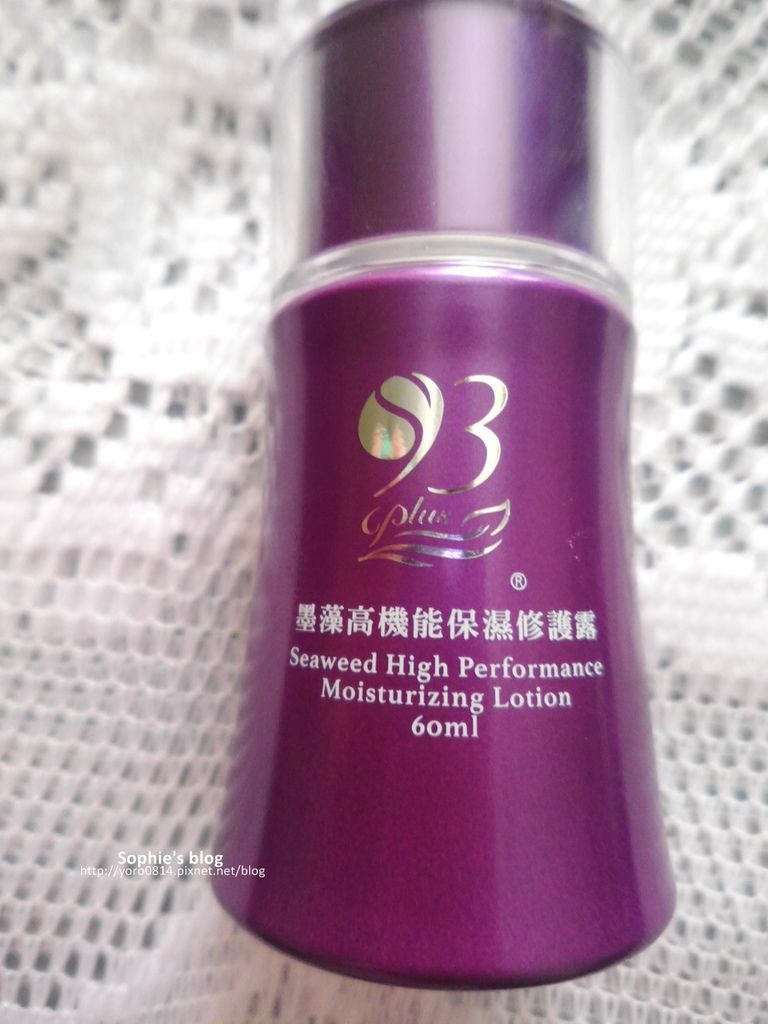 93
plus
®
墨藻高機能保濕修護露
Seaweed High Performance
Moisturizing Lotion
60ml
Sophie's blog
http://yoro0814.pixnet.net/blog